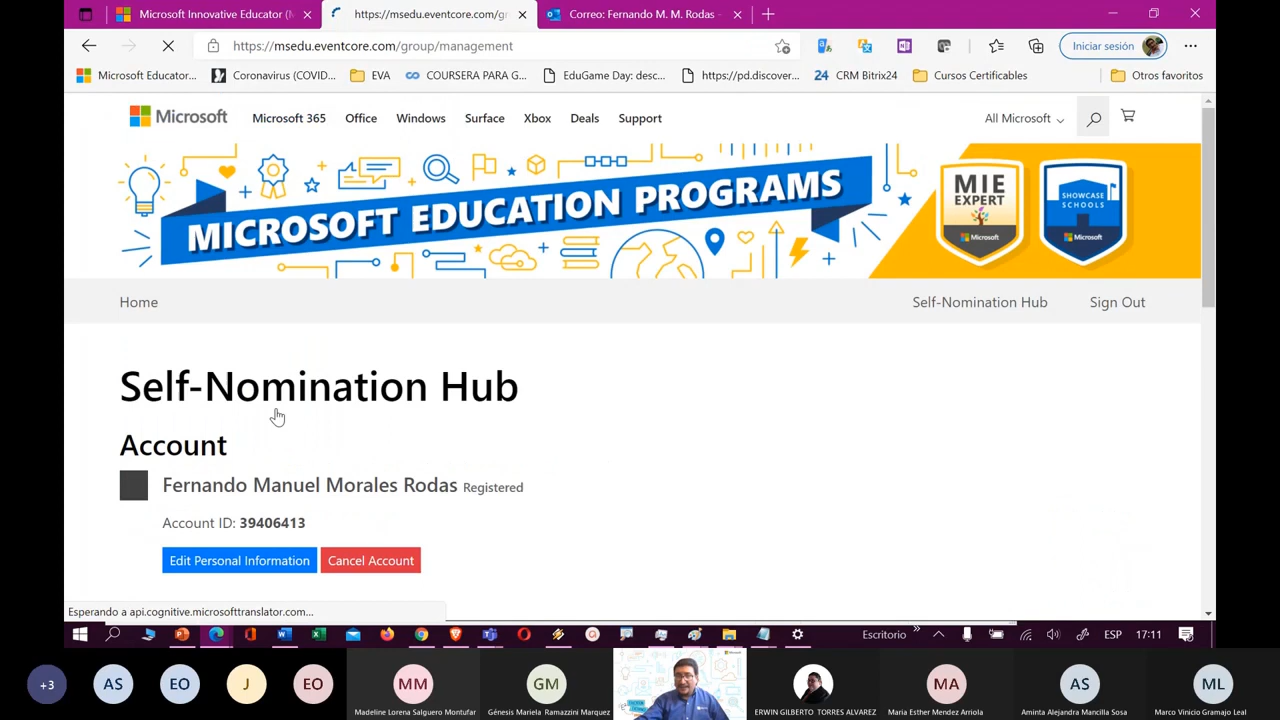 Microsoft Innovative Educator (
https://msedu.eventcore.com/gr
Correo: Fernando M. M. Rodas -
https://msedu.eventcore.com/group/management
Iniciar sesión
Microsoft Educator...
Coronavirus (COVID...
EVA
COURSERA PARA G...
EduGame Day: desc...
https://pd.discover...
24 CRM Bitrix24
Cursos Certificables
Otros favoritos
Microsoft
Microsoft 365
Office
Windows
Surface
Xbox
Deals
Support
All Microsoft
MICROSOFT EDUCATION PROGRAMS
MIE EXPERT
Microsoft
SHOWCASE SCHOOLS
Microsoft
Home
Self-Nomination Hub
Sign Out
Self-Nomination Hub
Account
Fernando Manuel Morales Rodas Registered
Account ID: 39406413
Edit Personal Information
Cancel Account
Esperando a api.cognitive.microsofttranslator.com...
Escritorio
ESP
17:11
+3
AS
EO
J
EO
MM
GM
MA
AS
ML
Madeline Lorena Salguero Montufar
Génesis Mariela Ramazzini Marquez
ERWIN GILBERTO TORRES ALVAREZ
Maria Esther Mendez Arriola
Aminta Alejandra Mancilla Sosa
Marco Vinicio Gramajo Leal